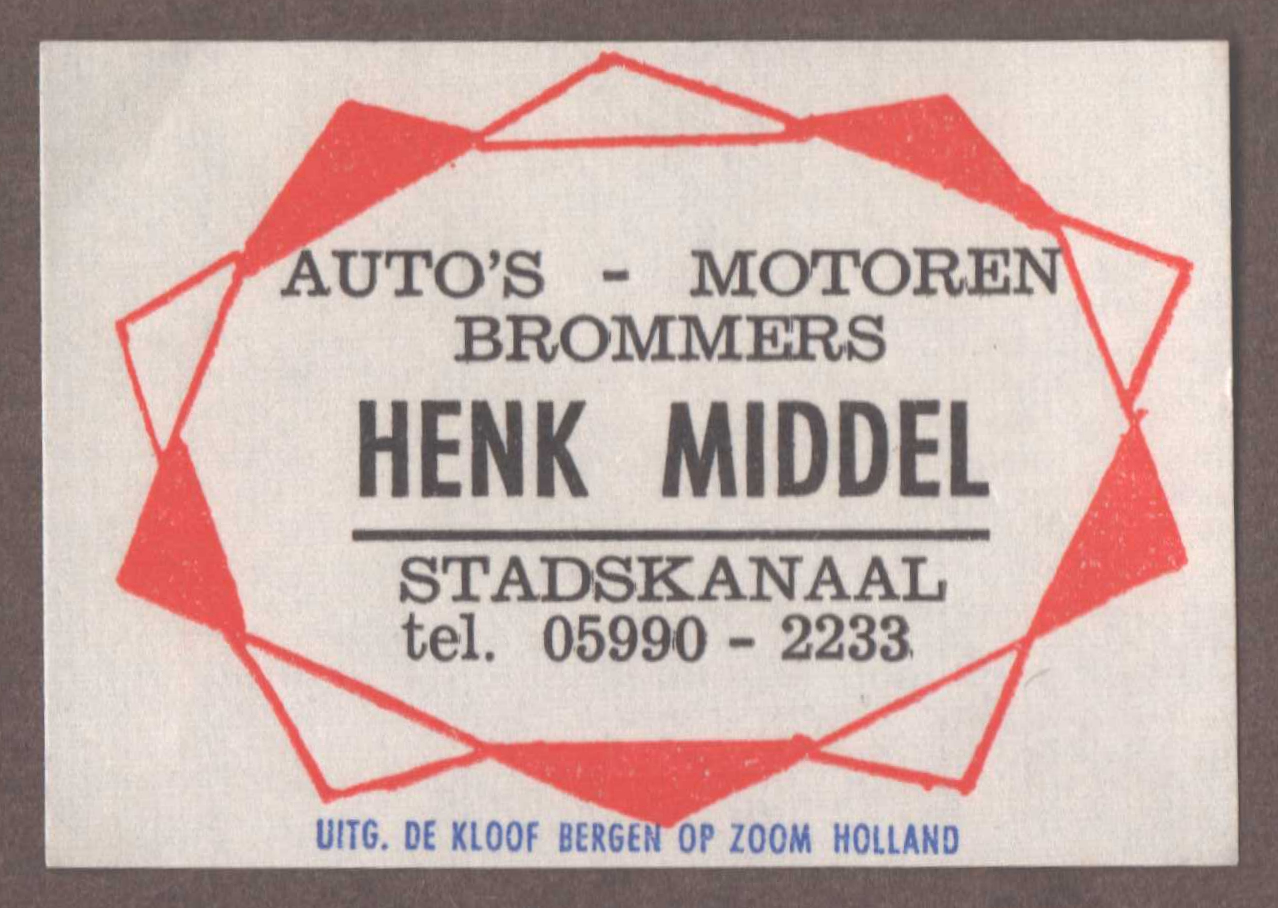 AUTO'S - MOTOREN
BROMMERS
HENK MIDDEL
STADSKANAAL
tel. 05990 - 2233
UITG. DE KLOOF BERGEN OP ZOOM HOLLAND